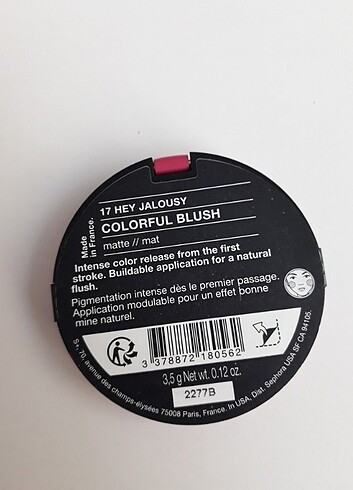 17 HEY JALOUSY
COLORFUL BLUSH
matte // mat
Made
in France.
Intense color release from the first
stroke. Buildable application for a natural
flush.
Pigmentation intense dès le premier passage.
Application modulable pour un effet bonne
mine naturel.
3 378872 180562
3,5 g Net wt. 0.12 oz.
2277B
S+, 70, avenue des champs-élysées 75008 Paris, France. In USA, Dist. Sephora USA SF CA 94105.